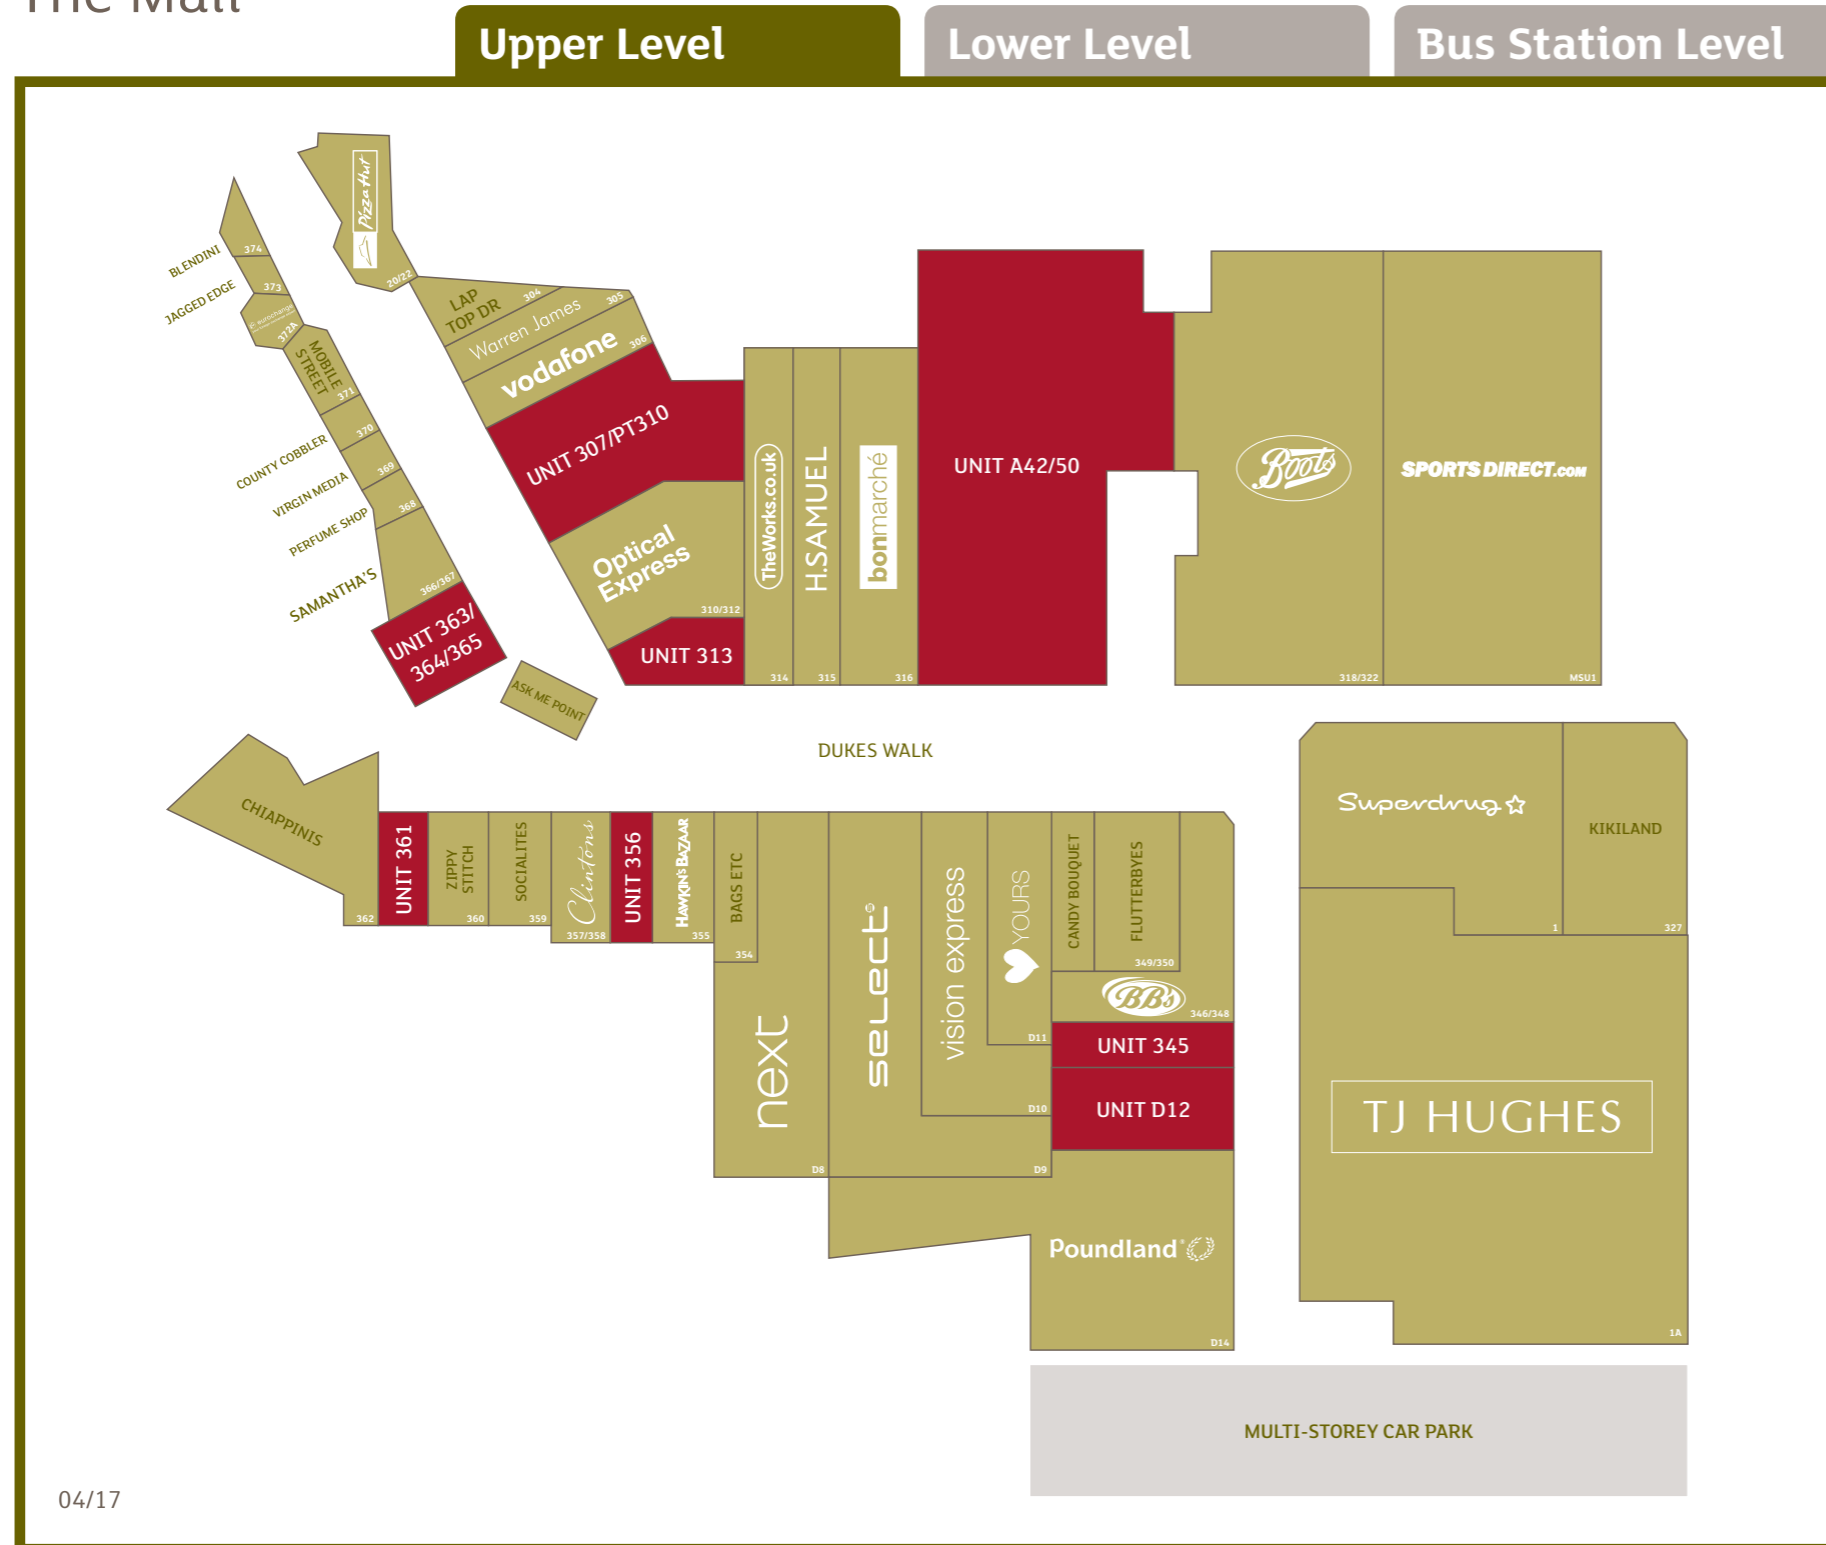 The Mall
Upper Level
Lower Level
Bus Station Level
Pizza Hut
20/22
BLENDINI
374
JAGGED EDGE
373
eurochange
372A
MOBILE
STREET
371
COUNTY COBBLER
370
VIRGIN MEDIA
369
PERFUME SHOP
368
SAMANTHA'S
366/367
UNIT 363/
364/365
ASK ME POINT
LAP
TOP DR
304
Warren James
305
vodafone
306
UNIT 307/PT310
Optical
Express
310/312
UNIT 313
TheWorks.co.uk
314
H.SAMUEL
315
bonmarché
316
UNIT A42/50
Boots
318/322
SPORTSDIRECT.COM
MSU1
DUKES WALK
CHIAPPINIS
362
UNIT 361
ZIPPY
STITCH
360
SOCIALITES
359
Clintons
357/358
UNIT 356
HAWKIN'S BAZAAR
355
BAGS ETC
354
next
D8
SELECT
D9
vision express
D10
YOURS
D11
CANDY BOUQUET
FLUTTERBYES
349/350
BB's
346/348
UNIT 345
UNIT D12
Poundland
D14
Superdrug
1
KIKILAND
327
TJ HUGHES
1A
MULTI-STOREY CAR PARK
04/17